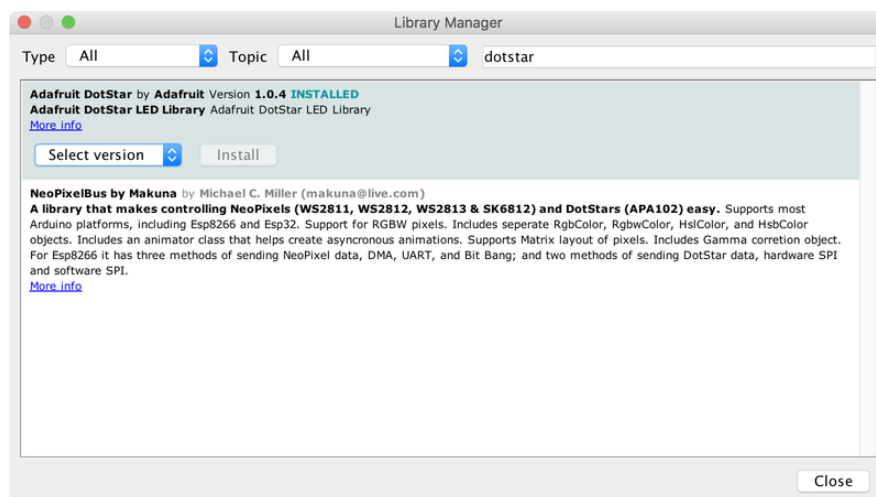 Library Manager
Type All Topic All dotstar
Adafruit DotStar by Adafruit Version 1.0.4 INSTALLED
Adafruit DotStar LED Library Adafruit DotStar LED Library
More info
Select version Install
NeoPixelBus by Makuna by Michael C. Miller (makuna@live.com)
A library that makes controlling NeoPixels (WS2811, WS2812, WS2813 & SK6812) and DotStars (APA102) easy. Supports most
Arduino platforms, including Esp8266 and Esp32. Support for RGBW pixels. Includes seperate RgbColor, RgbwColor, HslColor, and HsbColor
objects. Includes an animator class that helps create asyncronous animations. Supports Matrix layout of pixels. Includes Gamma corretion object.
For Esp8266 it has three methods of sending NeoPixel data, DMA, UART, and Bit Bang; and two methods of sending DotStar data, hardware SPI
and software SPI.
More info
Close